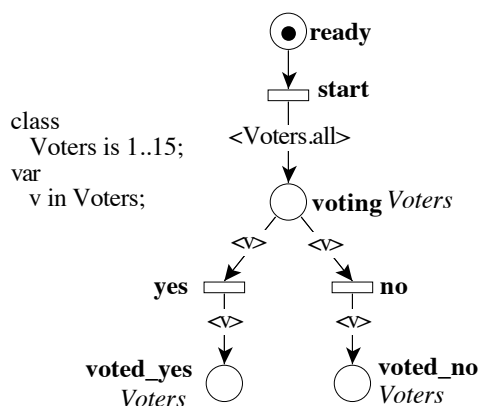 ready
start
class
Voters is 1..15;
var
v in Voters;
<Voters.all>
voting Voters
<v> <v>
yes no
<v> <v>
voted_yes voted_no
Voters Voters